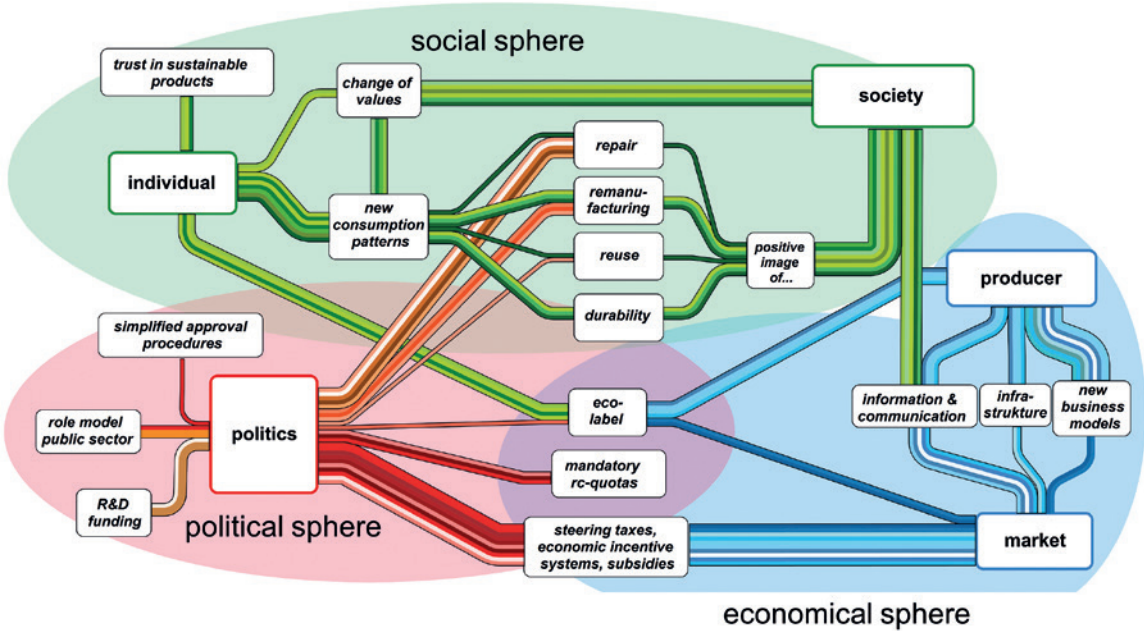 social sphere
trust in sustainable
products
change of
values
society
individual
repair
new
consumption
patterns
remanu-
facturing
reuse
positive
image
of...
producer
durability
simplified approval
procedures
eco-
label
information &
communication
infra-
strukture
new
business
models
role model
public sector
politics
mandatory
rc-quotas
R&D
funding
political sphere
steering taxes,
economic incentive
systems, subsidies
market
economical sphere